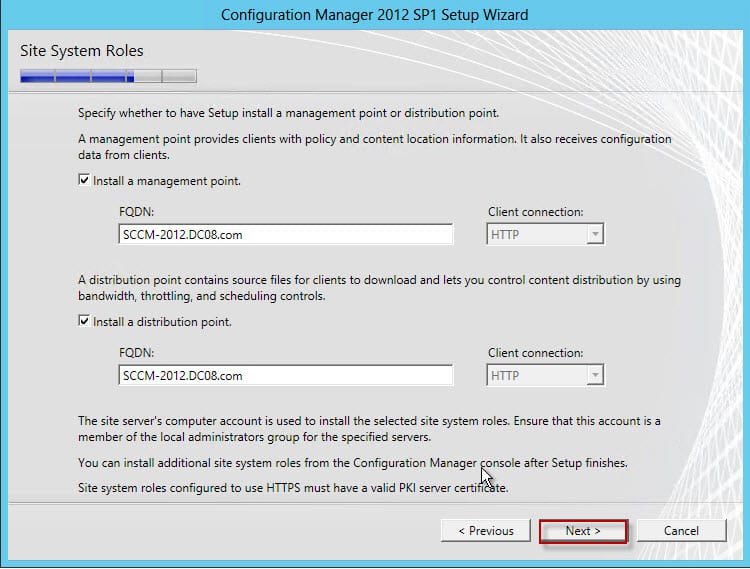 Configuration Manager 2012 SP1 Setup Wizard
Site System Roles
Specify whether to have Setup install a management point or distribution point.
A management point provides clients with policy and content location information. It also receives configuration
data from clients.
Install a management point.
FQDN:
Client connection:
SCCM-2012.DC08.com
HTTP
A distribution point contains source files for clients to download and lets you control content distribution by using
bandwidth, throttling, and scheduling controls.
Install a distribution point.
FQDN:
Client connection:
SCCM-2012.DC08.com
HTTP
The site server's computer account is used to install the selected site system roles. Ensure that this account is a
member of the local administrators group for the specified servers.
You can install additional site system roles from the Configuration Manager console after Setup finishes.
Site system roles configured to use HTTPS must have a valid PKI server certificate.
< Previous
Next >
Cancel